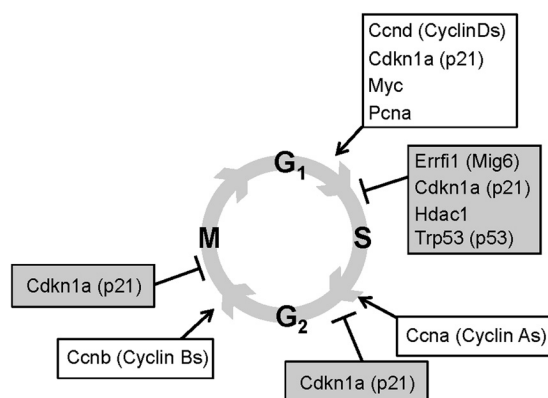 Ccnd (CyclinDs)
Cdkn1a (p21)
Myc
Pcna
G1
Errfi1 (Mig6)
Cdkn1a (p21)
Hdac1
Trp53 (p53)
M
S
Cdkn1a (p21)
G2
Ccnb (Cyclin Bs)
Ccna (Cyclin As)
Cdkn1a (p21)